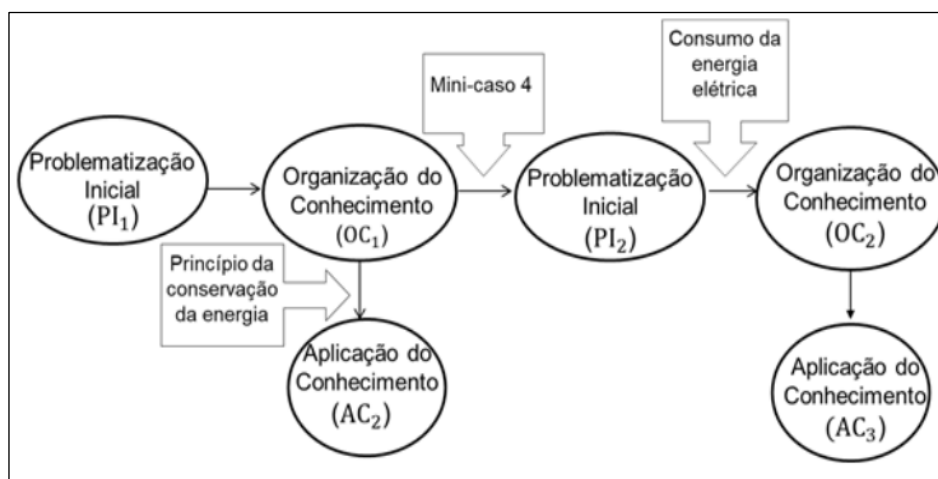 Problematização
Inicial
(PI₁)
Organização do
Conhecimento
(OC₁)
Mini-caso 4
Problematização
Inicial
(PI₂)
Consumo da
energia
elétrica
Organização do
Conhecimento
(OC₂)
Princípio da
conservação
da energia
Aplicação do
Conhecimento
(AC₂)
Aplicação do
Conhecimento
(AC₃)